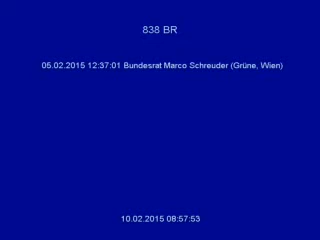 838 BR
05.02.2015 12:37:01 Bundesrat Marco Schreuder (Grüne, Wien)
10.02.2015 08:57:53